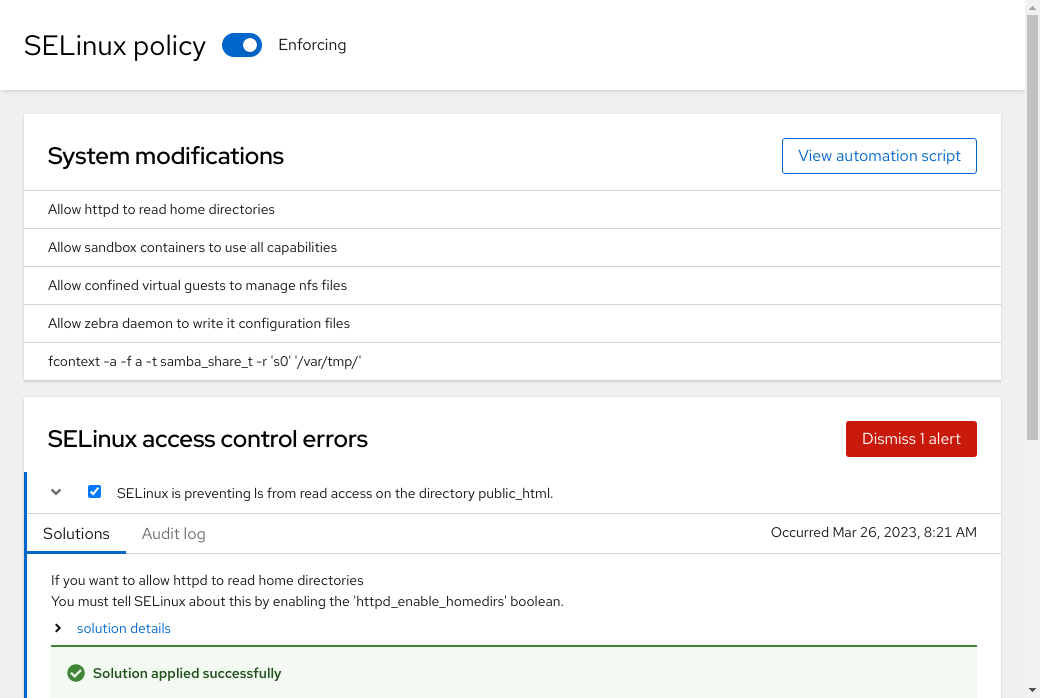 SELinux policy
Enforcing
System modifications
View automation script
Allow httpd to read home directories
Allow sandbox containers to use all capabilities
Allow confined virtual guests to manage nfs files
Allow zebra daemon to write it configuration files
fcontext -a -f a -t samba_share_t -r 's0' '/var/tmp/'
SELinux access control errors
Dismiss 1 alert
SELinux is preventing ls from read access on the directory public_html.
Solutions
Audit log
Occurred Mar 26, 2023, 8:21 AM
If you want to allow httpd to read home directories
You must tell SELinux about this by enabling the 'httpd_enable_homedirs' boolean.
solution details
Solution applied successfully